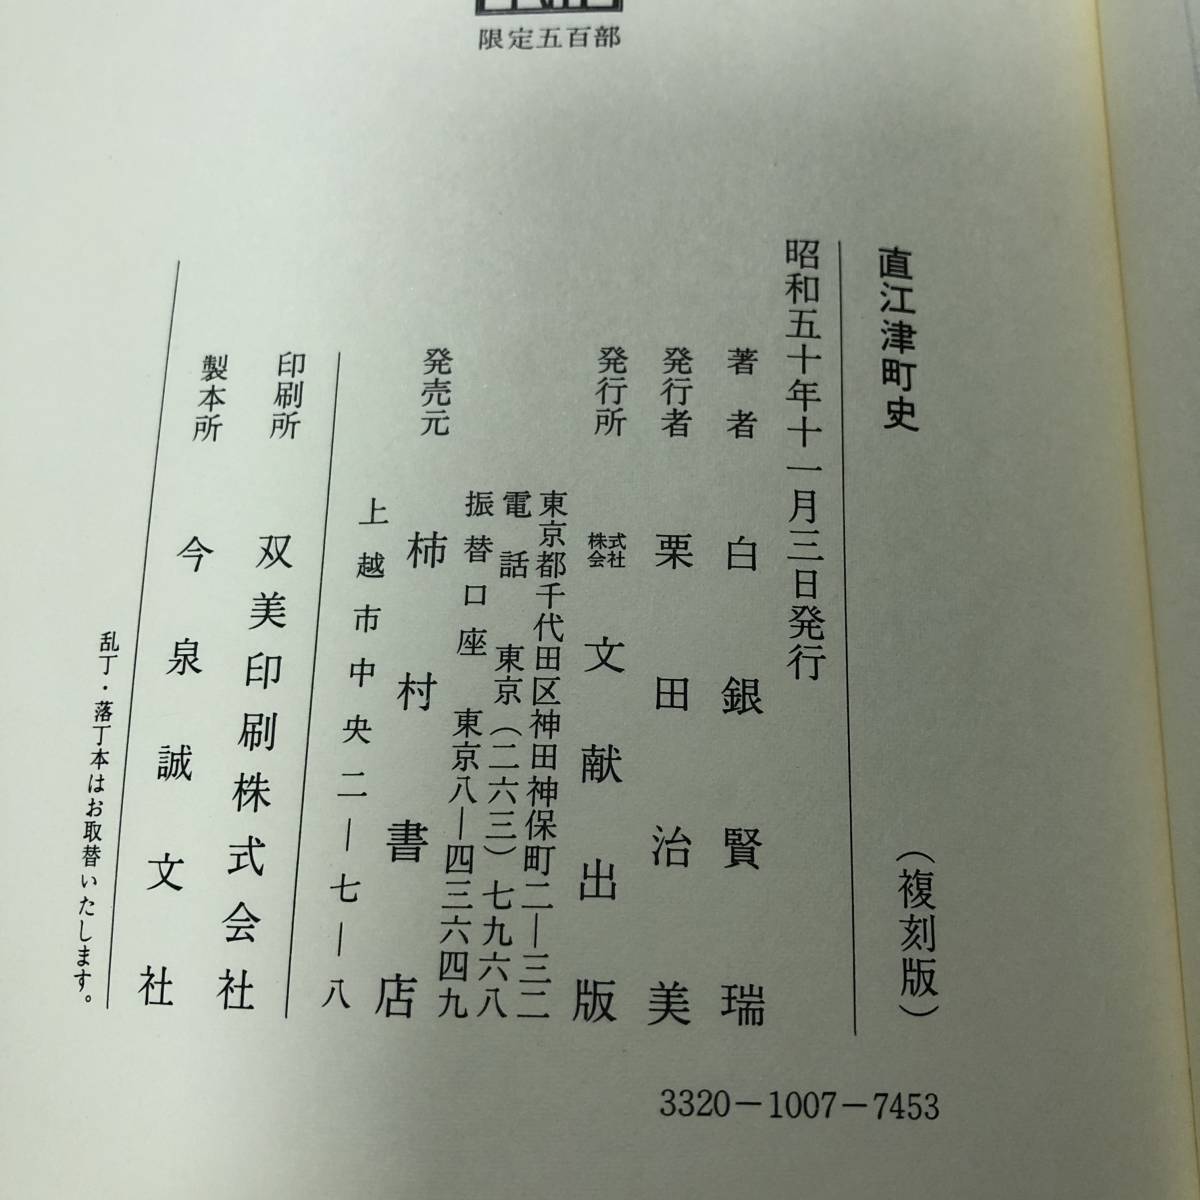 限定五百部
直江津町史 (複刻版)
昭和五十年十一月三日発行
著者 白銀賢瑞
発行者 栗田治美
発行所 株式会社 文献出版
東京都千代田区神田神保町二―三二
電話 東京(二六三)七九六八
振替口座 東京八―四三六四九
発売元 柿村書店
上越市中央二―七―八
印刷所 双美印刷株式会社
製本所 今泉誠文社
乱丁・落丁本はお取替いたします。
3320-1007-7453